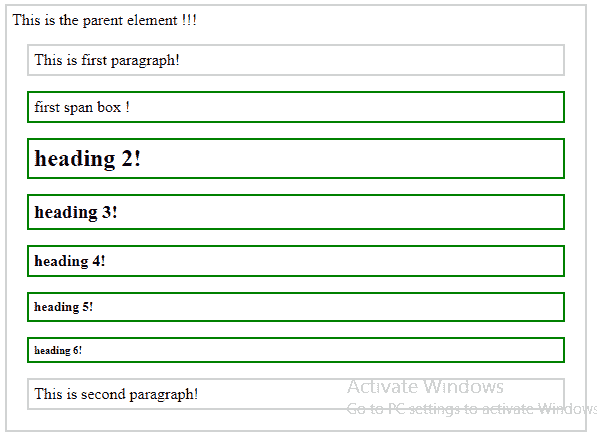 This is the parent element !!!
This is first paragraph!
first span box !
heading 2!
heading 3!
heading 4!
heading 5!
heading 6!
This is second paragraph!
Activate Windows
Go to PC settings to activate Windows